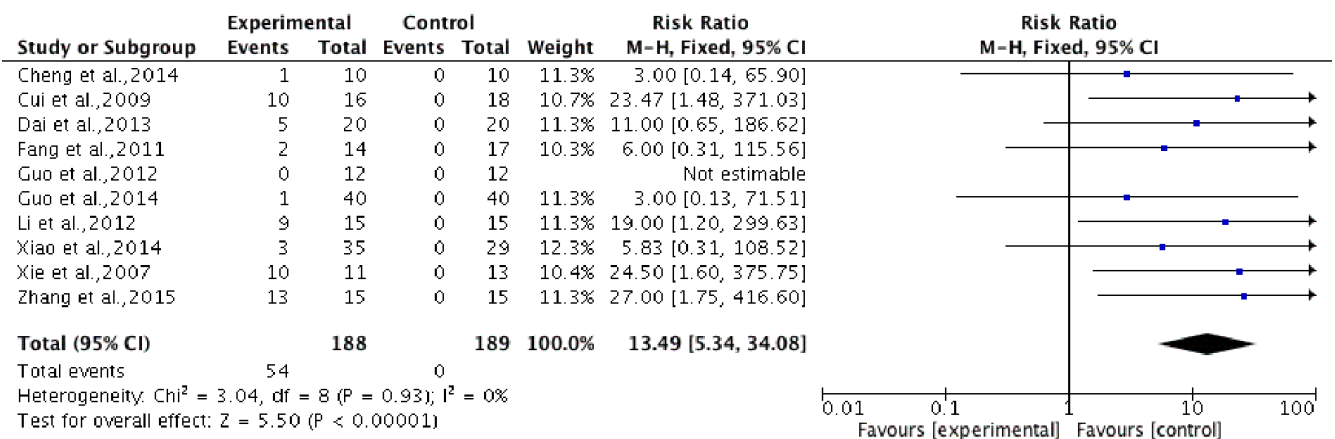 Experimental Control Risk Ratio Risk Ratio
Study or Subgroup Events Total Events Total Weight M-H, Fixed, 95% CI M-H, Fixed, 95% CI
Cheng et al.,2014 1 10 0 10 11.3% 3.00 [0.14, 65.90]
Cui et al.,2009 10 16 0 18 10.7% 23.47 [1.48, 371.03]
Dai et al.,2013 5 20 0 20 11.3% 11.00 [0.65, 186.62]
Fang et al.,2011 2 14 0 17 10.3% 6.00 [0.31, 115.56]
Guo et al.,2012 0 12 0 12 Not estimable
Guo et al.,2014 1 40 0 40 11.3% 3.00 [0.13, 71.51]
Li et al.,2012 9 15 0 15 11.3% 19.00 [1.20, 299.63]
Xiao et al.,2014 3 35 0 29 12.3% 5.83 [0.31, 108.52]
Xie et al.,2007 10 11 0 13 10.4% 24.50 [1.60, 375.75]
Zhang et al.,2015 13 15 0 15 11.3% 27.00 [1.75, 416.60]
Total (95% CI) 188 189 100.0% 13.49 [5.34, 34.08]
Total events 54 0
Heterogeneity: Chi² = 3.04, df = 8 (P = 0.93); I² = 0%
Test for overall effect: Z = 5.50 (P < 0.00001)
0.01 0.1 1 10 100
Favours [experimental] Favours [control]